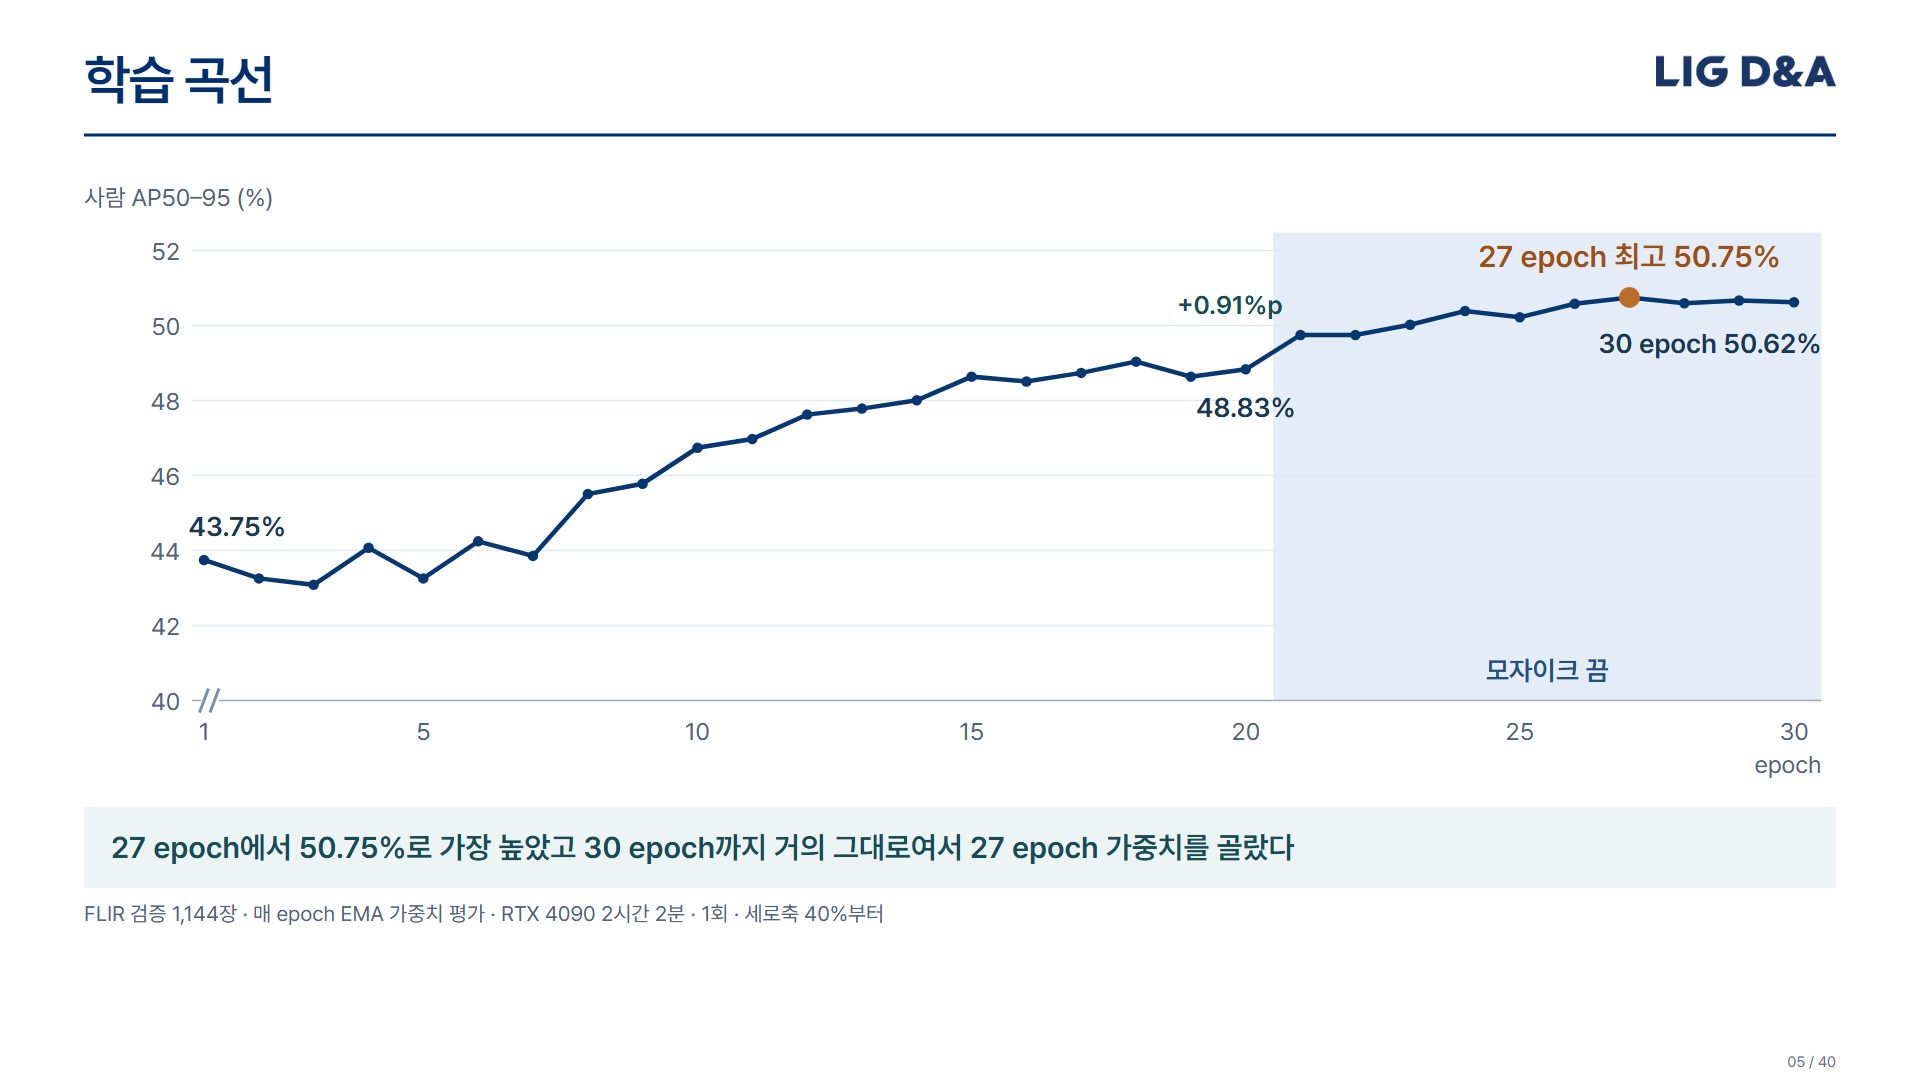 학습 곡선
LIG D&A
사람 AP50–95 (%)
52
50
48
46
44
42
40
27 epoch 최고 50.75%
+0.91%p
30 epoch 50.62%
48.83%
43.75%
모자이크 끔
1 5 10 15 20 25 30
epoch
27 epoch에서 50.75%로 가장 높았고 30 epoch까지 거의 그대로여서 27 epoch 가중치를 골랐다
FLIR 검증 1,144장 · 매 epoch EMA 가중치 평가 · RTX 4090 2시간 2분 · 1회 · 세로축 40%부터
05 / 40